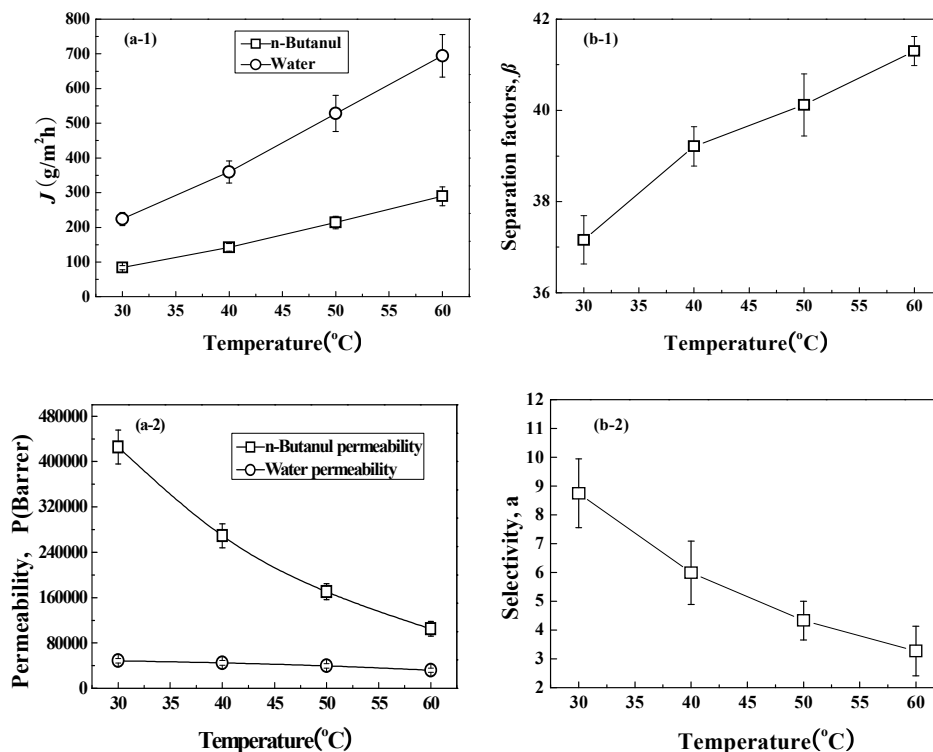 (a-1)
n-Butanul
Water
800
700
600
500
400
300
200
100
0
J (g/m²h)
30 35 40 45 50 55 60
Temperature(°C)
(b-1)
42
40
38
36
Separation factors, β
30 35 40 45 50 55 60
Temperature(°C)
(a-2)
n-Butanul permeability
Water permeability
480000
400000
320000
240000
160000
80000
0
Permeability, P(Barrer)
30 35 40 45 50 55 60
Temperature(°C)
(b-2)
12
11
10
9
8
7
6
5
4
3
2
Selectivity, a
30 35 40 45 50 55 60
Temperature(°C)